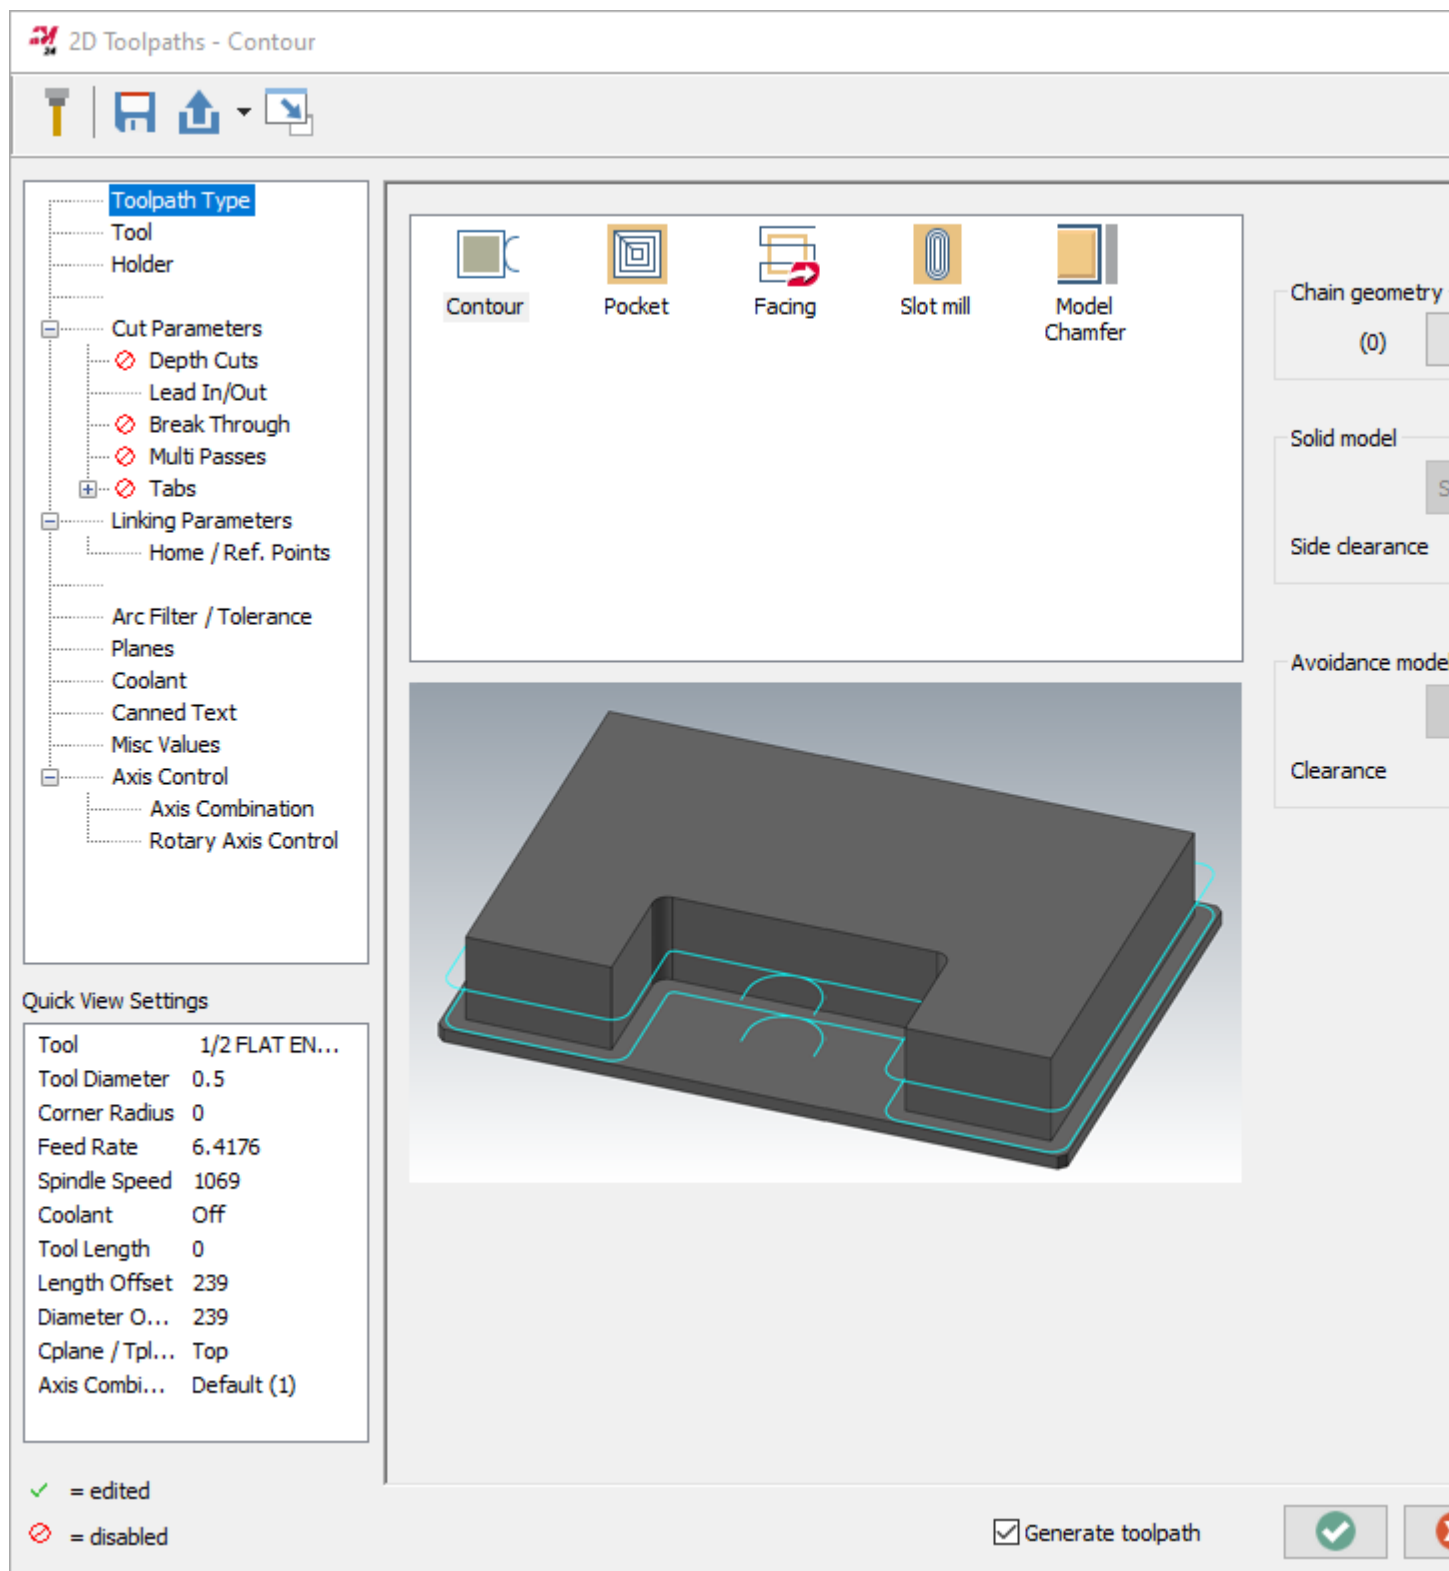 2D Toolpaths - Contour
Toolpath Type
Tool
Holder
Cut Parameters
Depth Cuts
Lead In/Out
Break Through
Multi Passes
Tabs
Linking Parameters
Home / Ref. Points
Arc Filter / Tolerance
Planes
Coolant
Canned Text
Misc Values
Axis Control
Axis Combination
Rotary Axis Control
Quick View Settings
Tool 1/2 FLAT EN...
Tool Diameter 0.5
Corner Radius 0
Feed Rate 6.4176
Spindle Speed 1069
Coolant Off
Tool Length 0
Length Offset 239
Diameter O... 239
Cplane / Tpl... Top
Axis Combi... Default (1)
= edited
= disabled
Contour
Pocket
Facing
Slot mill
Model
Chamfer
Chain geometry
(0)
Solid model
S
Side clearance
Avoidance model
Clearance
Generate toolpath